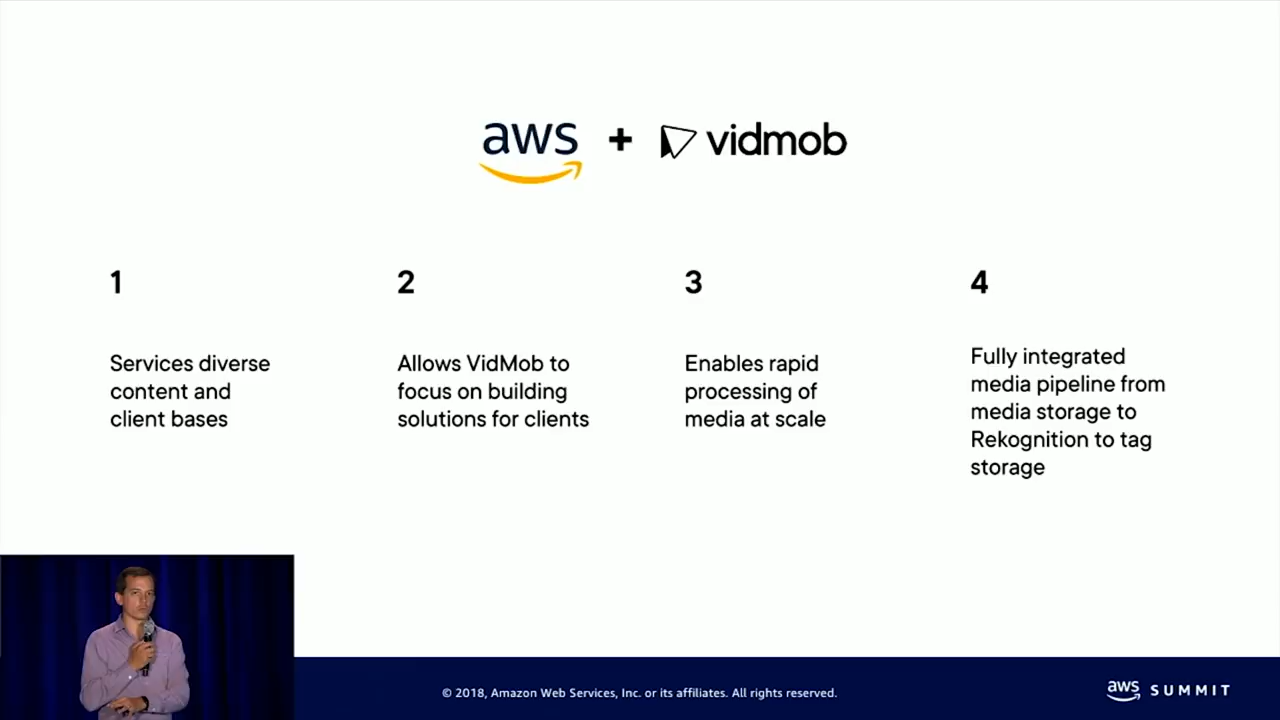 aws + vidmob
1
Services diverse
content and
client bases
2
Allows VidMob to
focus on building
solutions for clients
3
Enables rapid
processing of
media at scale
4
Fully integrated
media pipeline from
media storage to
Rekognition to tag
storage
© 2018, Amazon Web Services, Inc. or its affiliates. All rights reserved.
aws SUMMIT